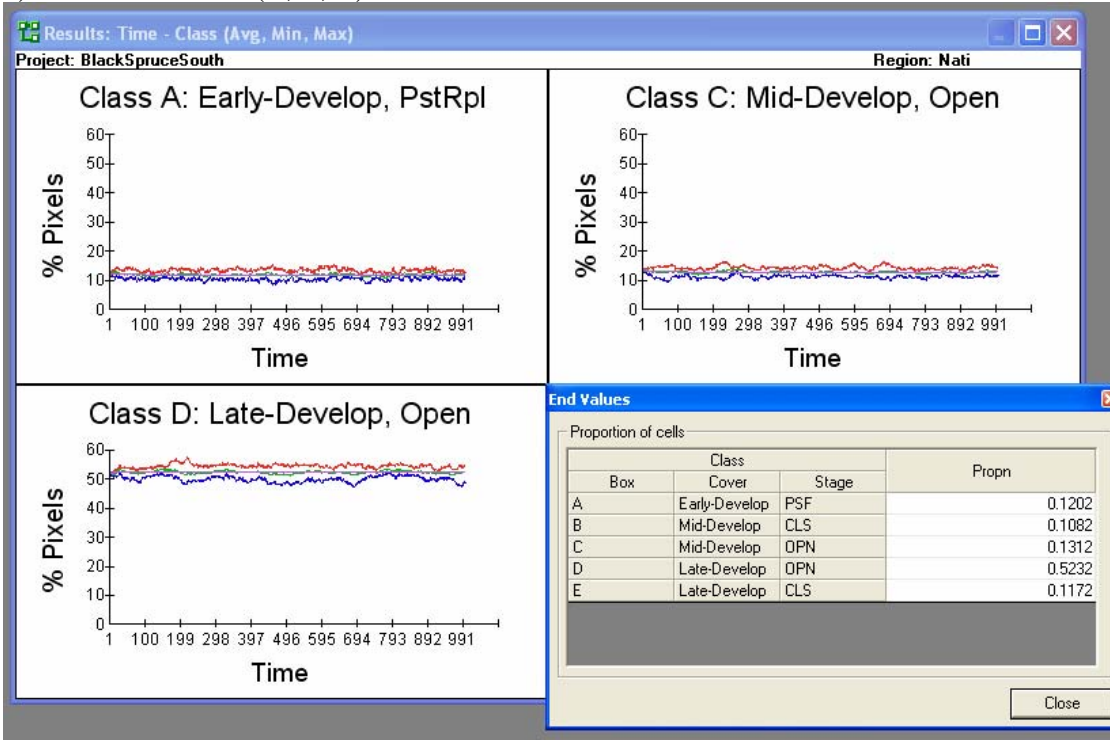 Results: Time - Class (Avg, Min, Max)
Project: BlackSpruceSouth Region: Nati
Class A: Early-Develop, PstRpl
% Pixels
60
50
40
30
20
10
0
1 100 199 298 397 496 595 694 793 892 991
Time
Class C: Mid-Develop, Open
% Pixels
60
50
40
30
20
10
0
1 100 199 298 397 496 595 694 793 892 991
Time
Class D: Late-Develop, Open
% Pixels
60
50
40
30
20
10
0
1 100 199 298 397 496 595 694 793 892 991
Time
End Values
Proportion of cells
Class Propn
Box Cover Stage
A Early-Develop PSF 0.1202
B Mid-Develop CLS 0.1082
C Mid-Develop OPN 0.1312
D Late-Develop OPN 0.5232
E Late-Develop CLS 0.1172
Close